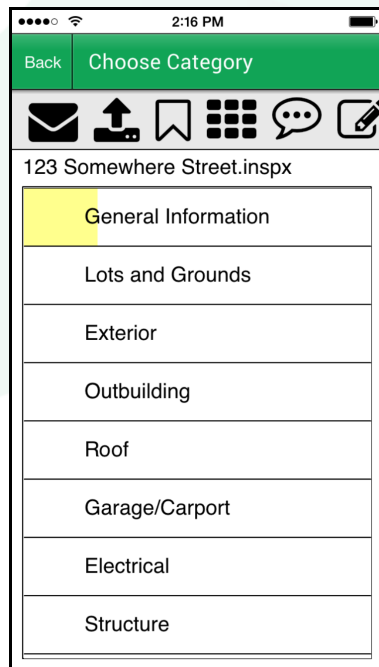 2:16 PM
Back Choose Category
123 Somewhere Street.inspx
General Information
Lots and Grounds
Exterior
Outbuilding
Roof
Garage/Carport
Electrical
Structure